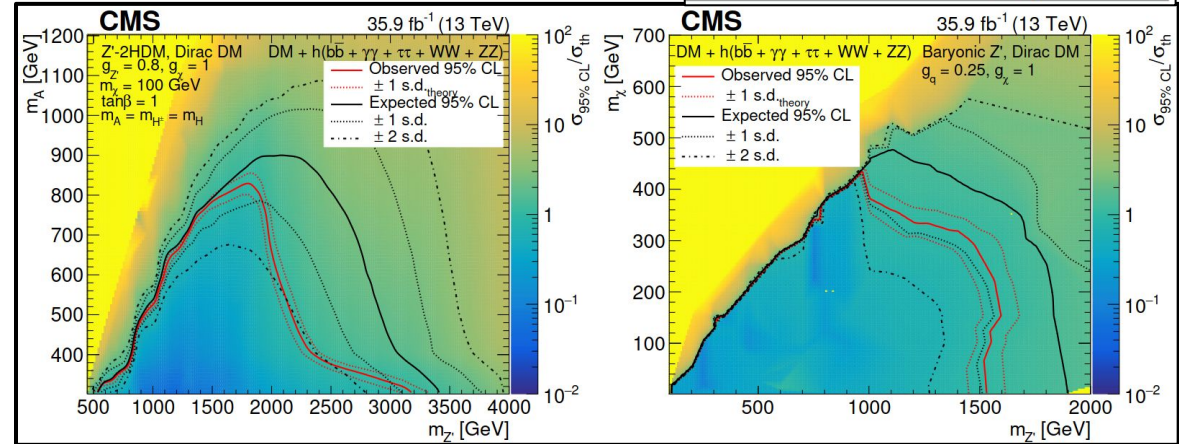 CMS
35.9 fb⁻¹ (13 TeV)
1200
1100
1000
900
800
700
600
500
400
m_A [GeV]
Z'-2HDM, Dirac DM
g_Z' = 0.8, g_χ = 1
m_χ = 100 GeV
tanβ = 1
m_A = m_H± = m_H
DM + h(bb̄ + γγ + ττ + WW + ZZ)
Observed 95% CL
± 1 s.d. theory
Expected 95% CL
± 1 s.d.
± 2 s.d.
500 1000 1500 2000 2500 3000 3500 4000
m_Z' [GeV]
10²
10
1
10⁻¹
10⁻²
σ_95% CL/σ_th
CMS
35.9 fb⁻¹ (13 TeV)
700
600
500
400
300
200
100
m_χ [GeV]
DM + h(bb̄ + γγ + ττ + WW + ZZ)
Baryonic Z', Dirac DM
g_q = 0.25, g_χ = 1
Observed 95% CL
± 1 s.d. theory
Expected 95% CL
± 1 s.d.
± 2 s.d.
500 1000 1500 2000
m_Z' [GeV]
10²
10
1
10⁻¹
10⁻²
σ_95% CL/σ_th